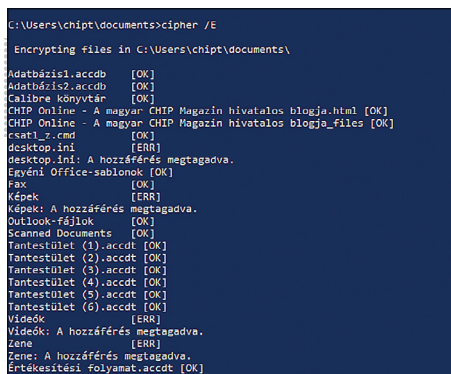 C:\Users\chipt\documents>cipher /E
Encrypting files in C:\Users\chipt\documents\
Adatbázis1.accdb [OK]
Adatbázis2.accdb [OK]
Calibre könyvtár [OK]
CHIP Online - A magyar CHIP Magazin hivatalos blogja.html [OK]
CHIP Online - A magyar CHIP Magazin hivatalos blogja_files [OK]
csatl_z.cmd [OK]
desktop.ini [ERR]
desktop.ini: A hozzáférés megtagadva.
Egyéni Office-sablonok [OK]
Fax [OK]
Képek [ERR]
Képek: A hozzáférés megtagadva.
Outlook-fájlok [OK]
Scanned Documents [OK]
Tantestület (1).accdt [OK]
Tantestület (2).accdt [OK]
Tantestület (3).accdt [OK]
Tantestület (4).accdt [OK]
Tantestület (5).accdt [OK]
Tantestület (6).accdt [OK]
Videók [ERR]
Videók: A hozzáférés megtagadva.
Zene [ERR]
Zene: A hozzáférés megtagadva.
Értékesítési folyamat.accdt [OK]